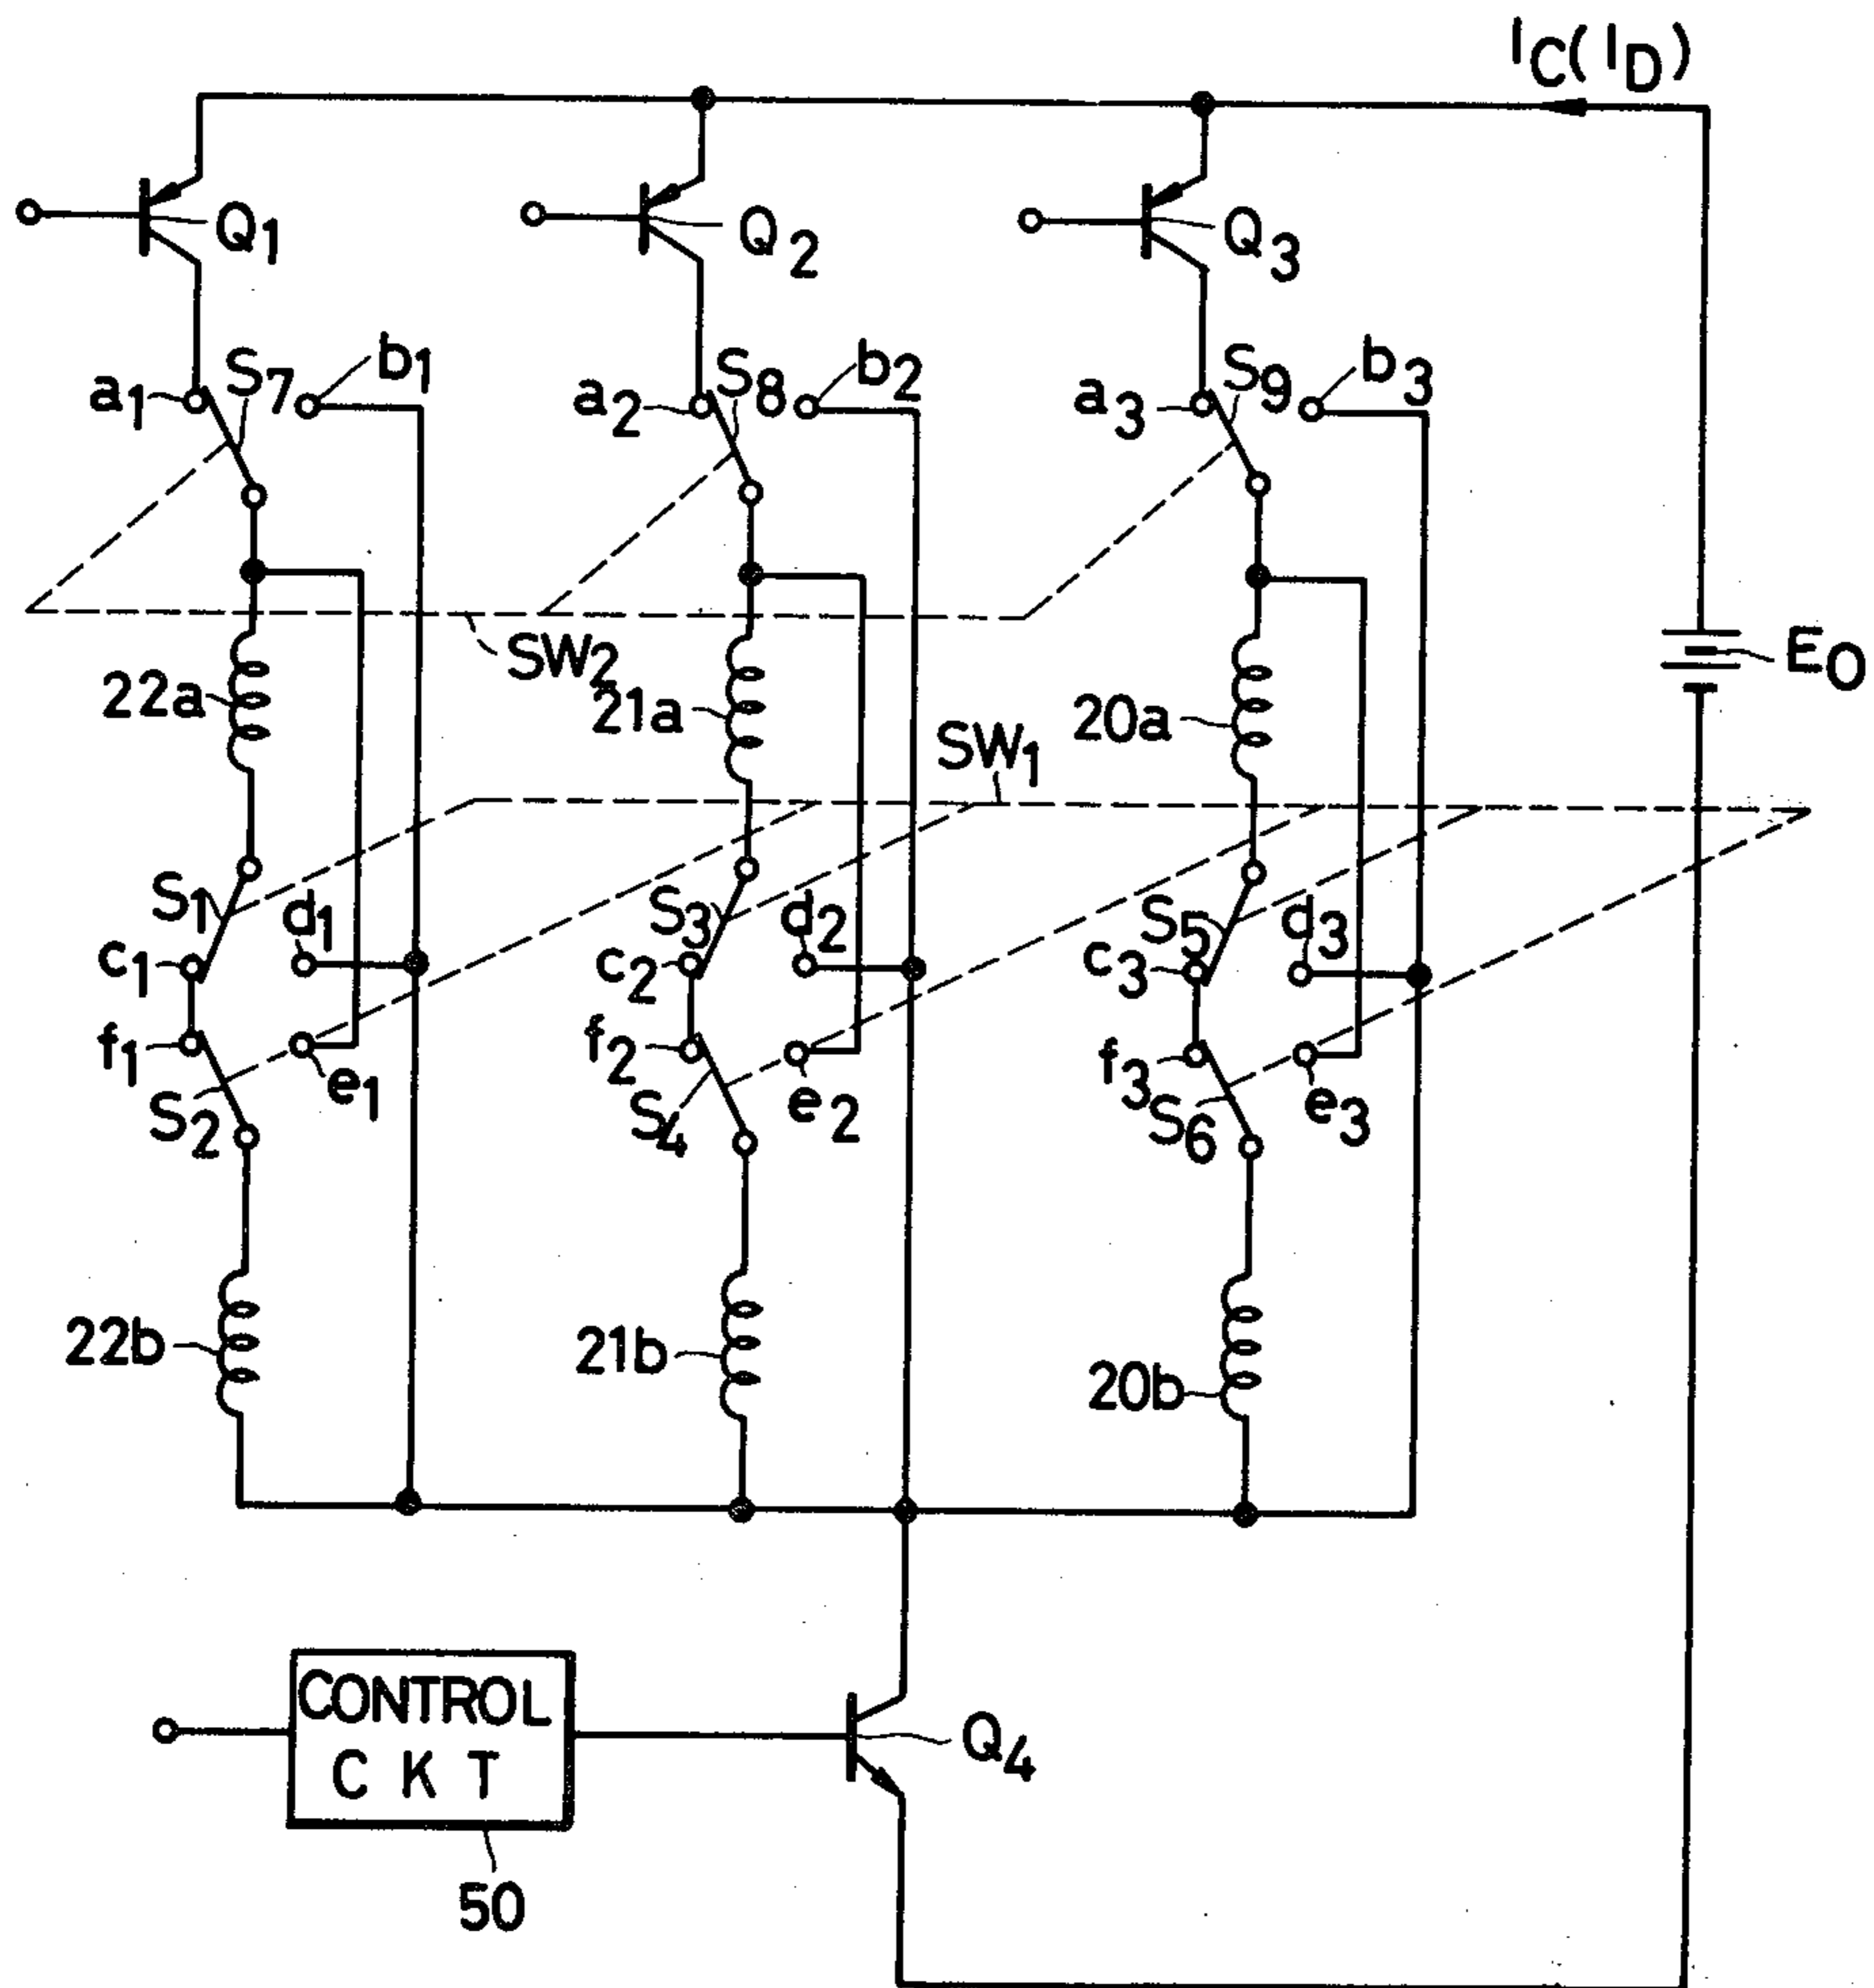 IC(ID)
Q1
Q2
Q3
a1
S7
b1
a2
S8
b2
a3
S9
b3
SW2
EO
22a
21a
20a
SW1
S1
d1
S3
d2
S5
d3
c1
c2
c3
f1
e1
f2
e2
f3
e3
S2
S4
S6
22b
21b
20b
CONTROL
CKT
Q4
50